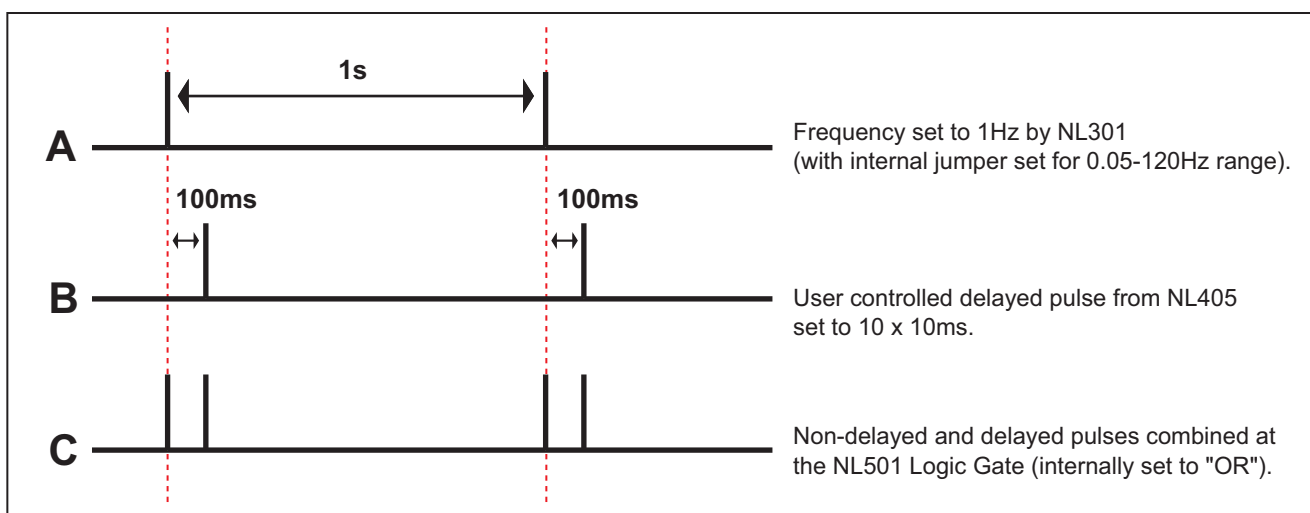 1s
A
Frequency set to 1Hz by NL301
(with internal jumper set for 0.05-120Hz range).
100ms
100ms
B
User controlled delayed pulse from NL405
set to 10 x 10ms.
C
Non-delayed and delayed pulses combined at
the NL501 Logic Gate (internally set to "OR").